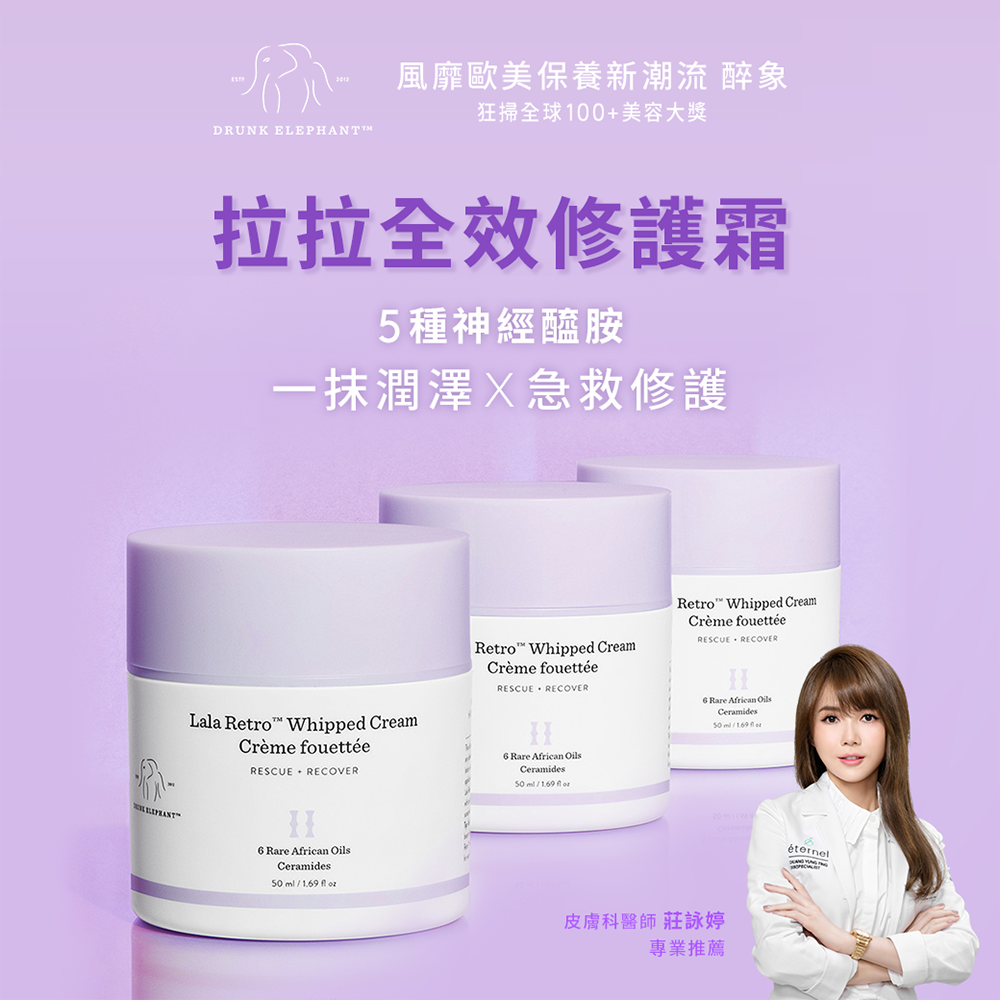 ESTD 2012
DRUNK ELEPHANT™
風靡歐美保養新潮流 醉象
狂掃全球100+美容大獎
拉拉全效修護霜
5種神經醯胺
一抹潤澤X急救修護
Retro™ Whipped Cream
Crème fouettée
RESCUE + RECOVER
6 Rare African Oils
Ceramides
50 ml / 1.69 fl oz
Retro™ Whipped Cream
Crème fouettée
RESCUE + RECOVER
6 Rare African Oils
Ceramides
50 ml / 1.69 fl oz
Lala Retro™ Whipped Cream
Crème fouettée
RESCUE + RECOVER
DRUNK ELEPHANT™
6 Rare African Oils
Ceramides
50 ml / 1.69 fl oz
éternel
皮膚科醫師 莊詠婷
專業推薦